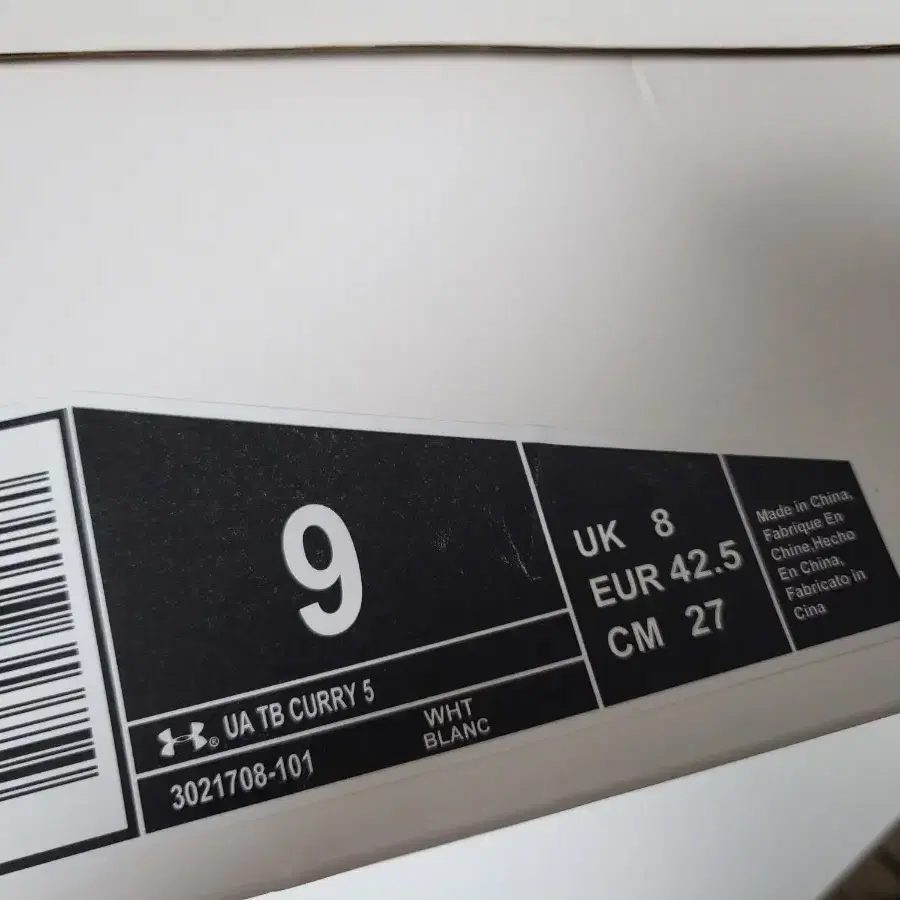 9
UA TB CURRY 5
3021708-101
WHT
BLANC
UK 8
EUR 42.5
CM 27
Made in China,
Fabrique En
Chine,Hecho
En China,
Fabricato in
Cina